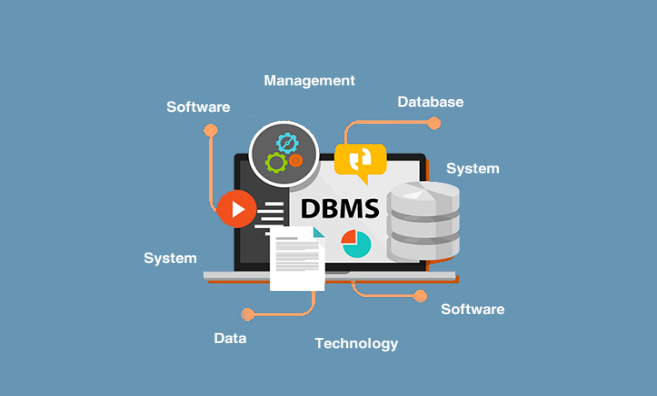 Management
Software
Database
System
DBMS
System
Software
Data
Technology